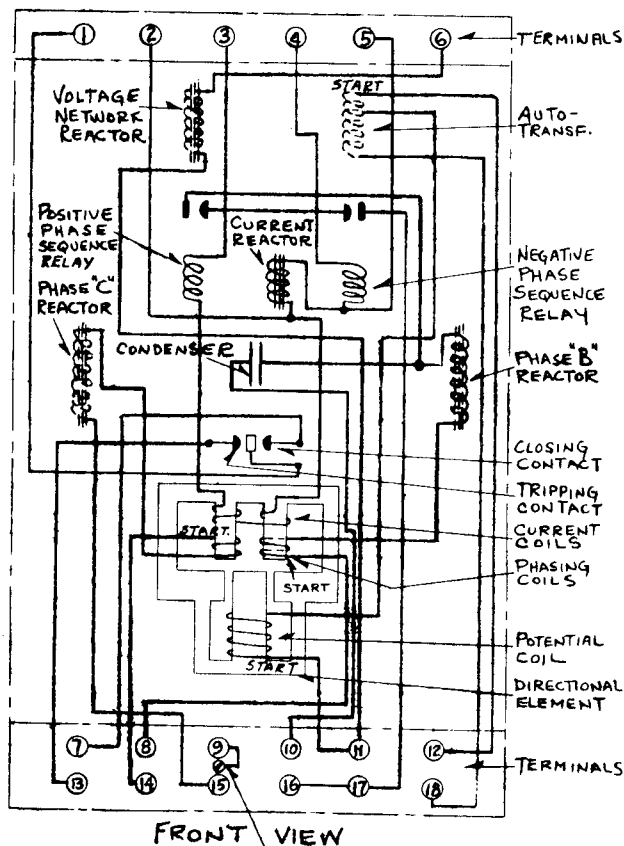 1 2 3 4 5 6 TERMINALS
VOLTAGE
NETWORK
REACTOR
START
AUTO-
TRANSF.
POSITIVE
PHASE
SEQUENCE
RELAY
CURRENT
REACTOR
NEGATIVE
PHASE
SEQUENCE
RELAY
PHASE "C"
REACTOR
CONDENSER
PHASE "B"
REACTOR
CLOSING
CONTACT
TRIPPING
CONTACT
START.
CURRENT
COILS
PHASING
COILS
START
POTENTIAL
COIL
START
DIRECTIONAL
ELEMENT
7 8 9 10 11 12
TERMINALS
13 14 15 16 17 18
FRONT VIEW